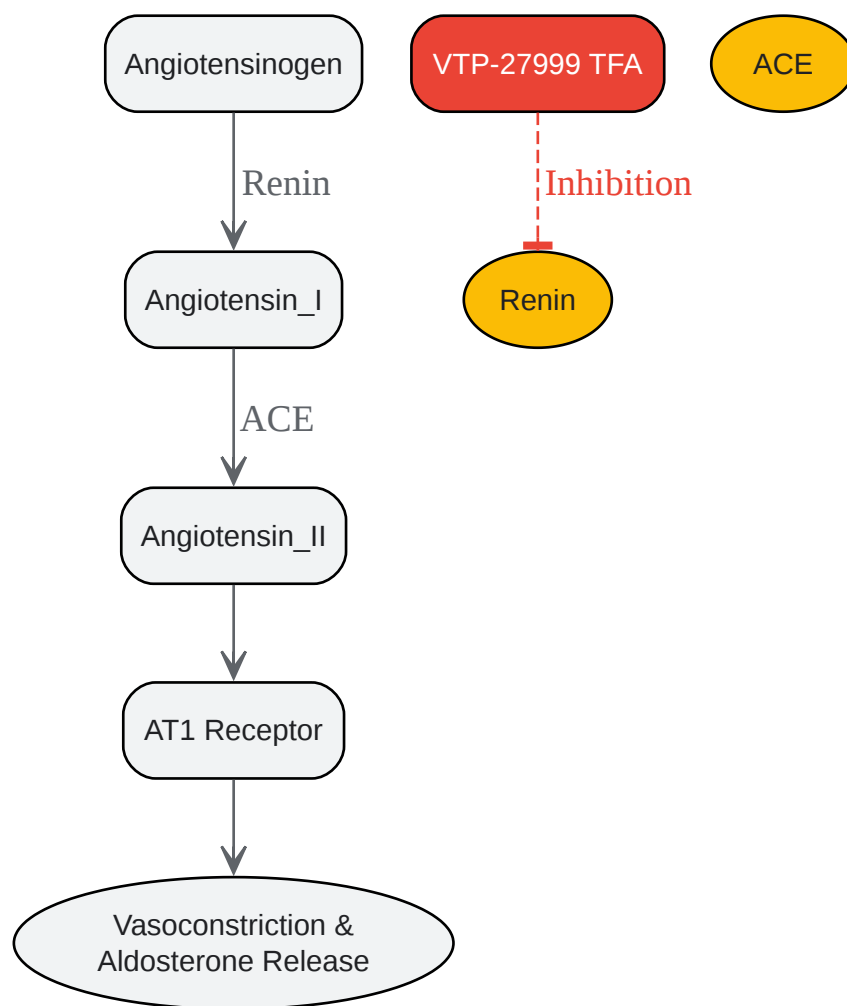 Angiotensinogen
VTP-27999 TFA
ACE
Renin
Inhibition
Angiotensin_I
Renin
ACE
Angiotensin_II
AT1 Receptor
Vasoconstriction &
Aldosterone Release